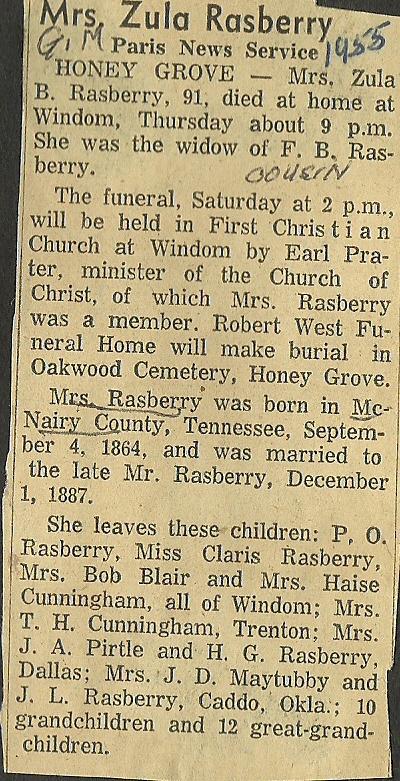 Mrs. Zula Rasberry
G.M Paris News Service 1955
HONEY GROVE — Mrs. Zula
B. Rasberry, 91, died at home at
Windom, Thursday about 9 p.m.
She was the widow of F. B. Ras-
berry.
cousin
The funeral, Saturday at 2 p.m.,
will be held in First Christian
Church at Windom by Earl Pra-
ter, minister of the Church of
Christ, of which Mrs. Rasberry
was a member. Robert West Fu-
neral Home will make burial in
Oakwood Cemetery, Honey Grove.
Mrs. Rasberry was born in Mc-
Nairy County, Tennessee, Septem-
ber 4, 1864, and was married to
the late Mr. Rasberry, December
1, 1887.
She leaves these children: P. O.
Rasberry, Miss Claris Rasberry,
Mrs. Bob Blair and Mrs. Haise
Cunningham, all of Windom; Mrs.
T. H. Cunningham, Trenton; Mrs.
J. A. Pirtle and H. G. Rasberry,
Dallas; Mrs. J. D. Maytubby and
J. L. Rasberry, Caddo, Okla.; 10
grandchildren and 12 great-grand-
children.